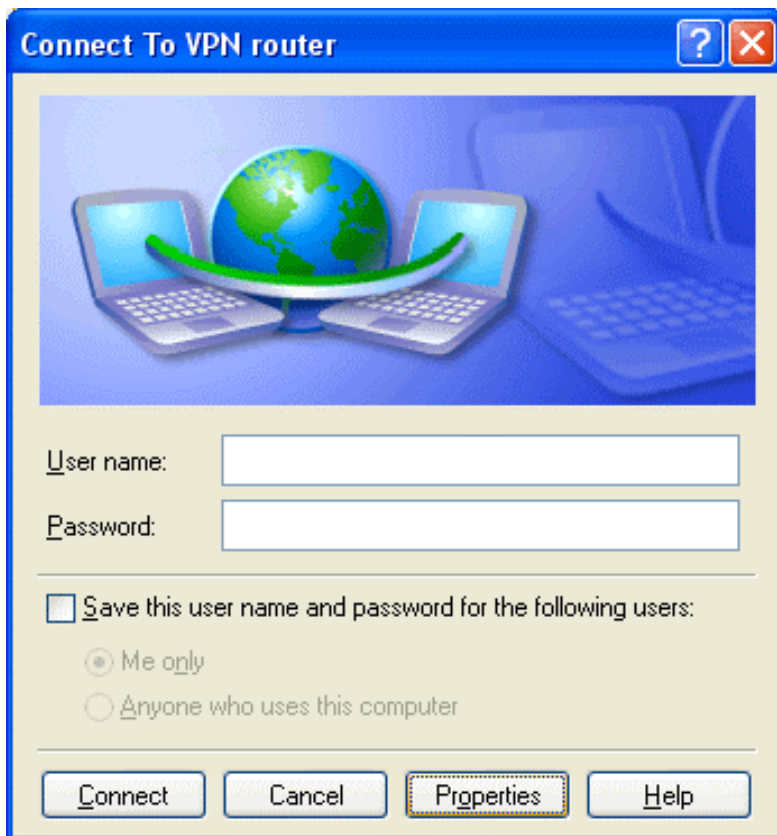 Connect To VPN router
User name:
Password:
Save this user name and password for the following users:
Me only
Anyone who uses this computer
Connect Cancel Properties Help